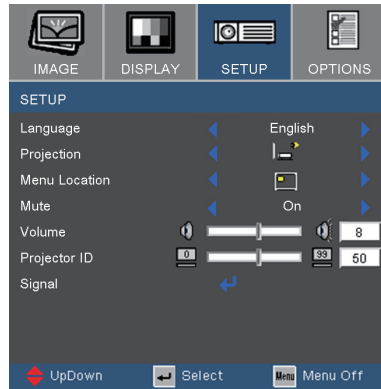 IMAGE DISPLAY SETUP OPTIONS
SETUP
Language English
Projection
Menu Location
Mute On
Volume 8
Projector ID 0 99 50
Signal
UpDown Select Menu Menu Off